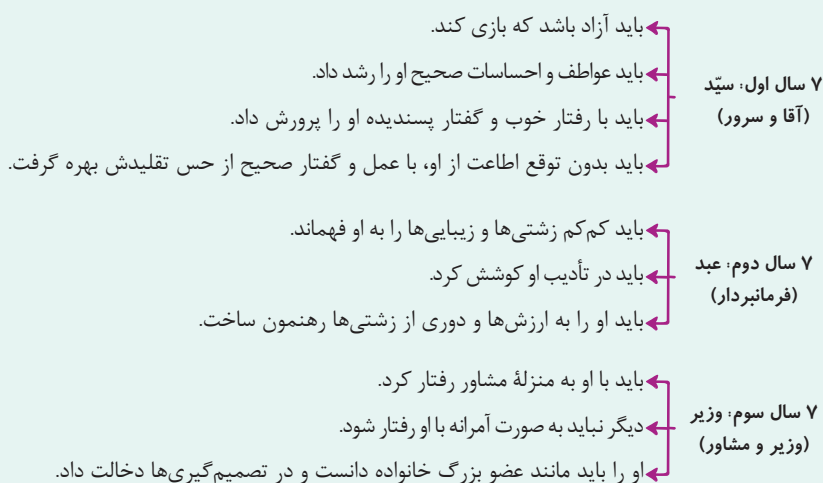 ۷ سال اول: سیّد
(آقا و سرور)
باید آزاد باشد که بازی کند.
باید عواطف و احساسات صحیح او را رشد داد.
باید با رفتار خوب و گفتار پسندیده او را پرورش داد.
باید بدون توقع اطاعت از او، با عمل و گفتار صحیح از حس تقلیدش بهره گرفت.
۷ سال دوم: عبد
(فرمانبردار)
باید کم‌کم زشتی‌ها و زیبایی‌ها را به او فهماند.
باید در تأدیب او کوشش کرد.
باید او را به ارزش‌ها و دوری از زشتی‌ها رهنمون ساخت.
۷ سال سوم: وزیر
(وزیر و مشاور)
باید با او به منزلهٔ مشاور رفتار کرد.
دیگر نباید به صورت آمرانه با او رفتار شود.
او را باید مانند عضو بزرگ خانواده دانست و در تصمیم‌گیری‌ها دخالت داد.